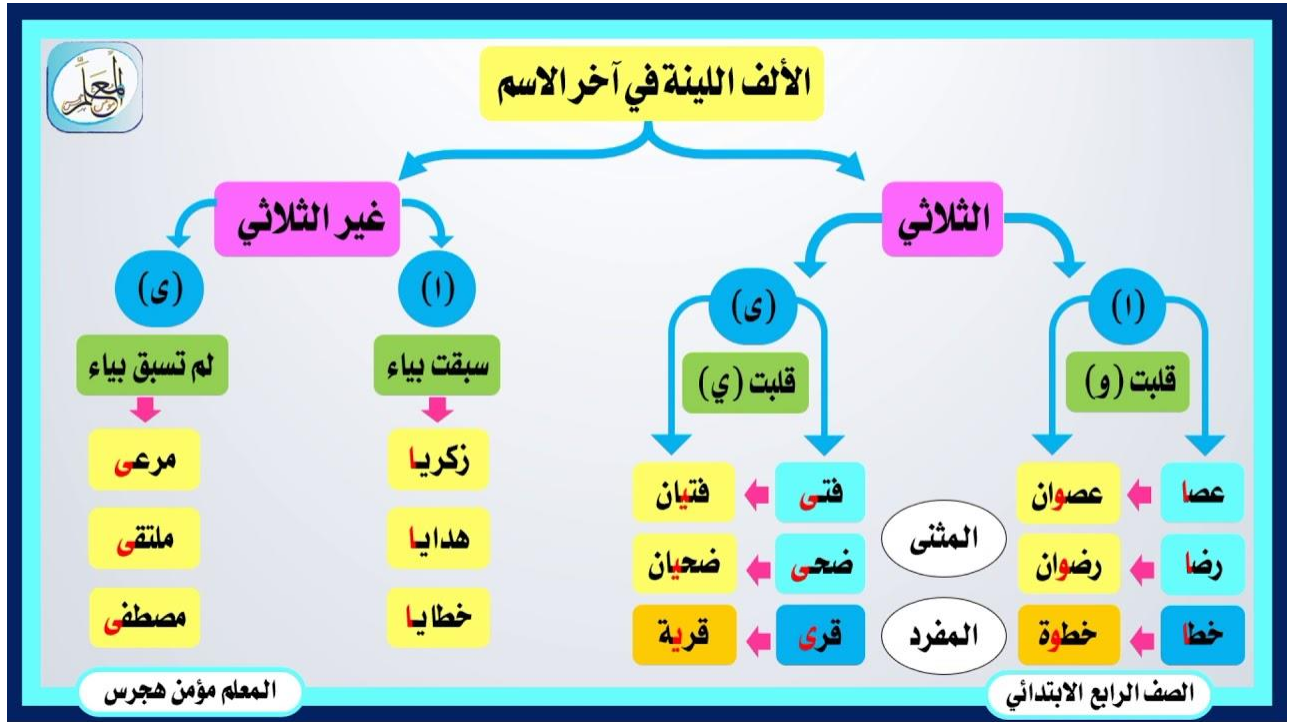 المعلم
الألف اللينة في آخر الاسم
الثلاثي
غير الثلاثي
(ا)
(ى)
(ا)
(ى)
قلبت (و)
قلبت (ي)
سبقت بياء
لم تسبق بياء
عصا عصوان
رضا رضوان
خطا خطوة
المثنى
المفرد
فتى فتيان
ضحى ضحيان
قرى قرية
زكريا
هدايا
خطايا
مرعى
ملتقى
مصطفى
الصف الرابع الابتدائي
المعلم مؤمن هجرس